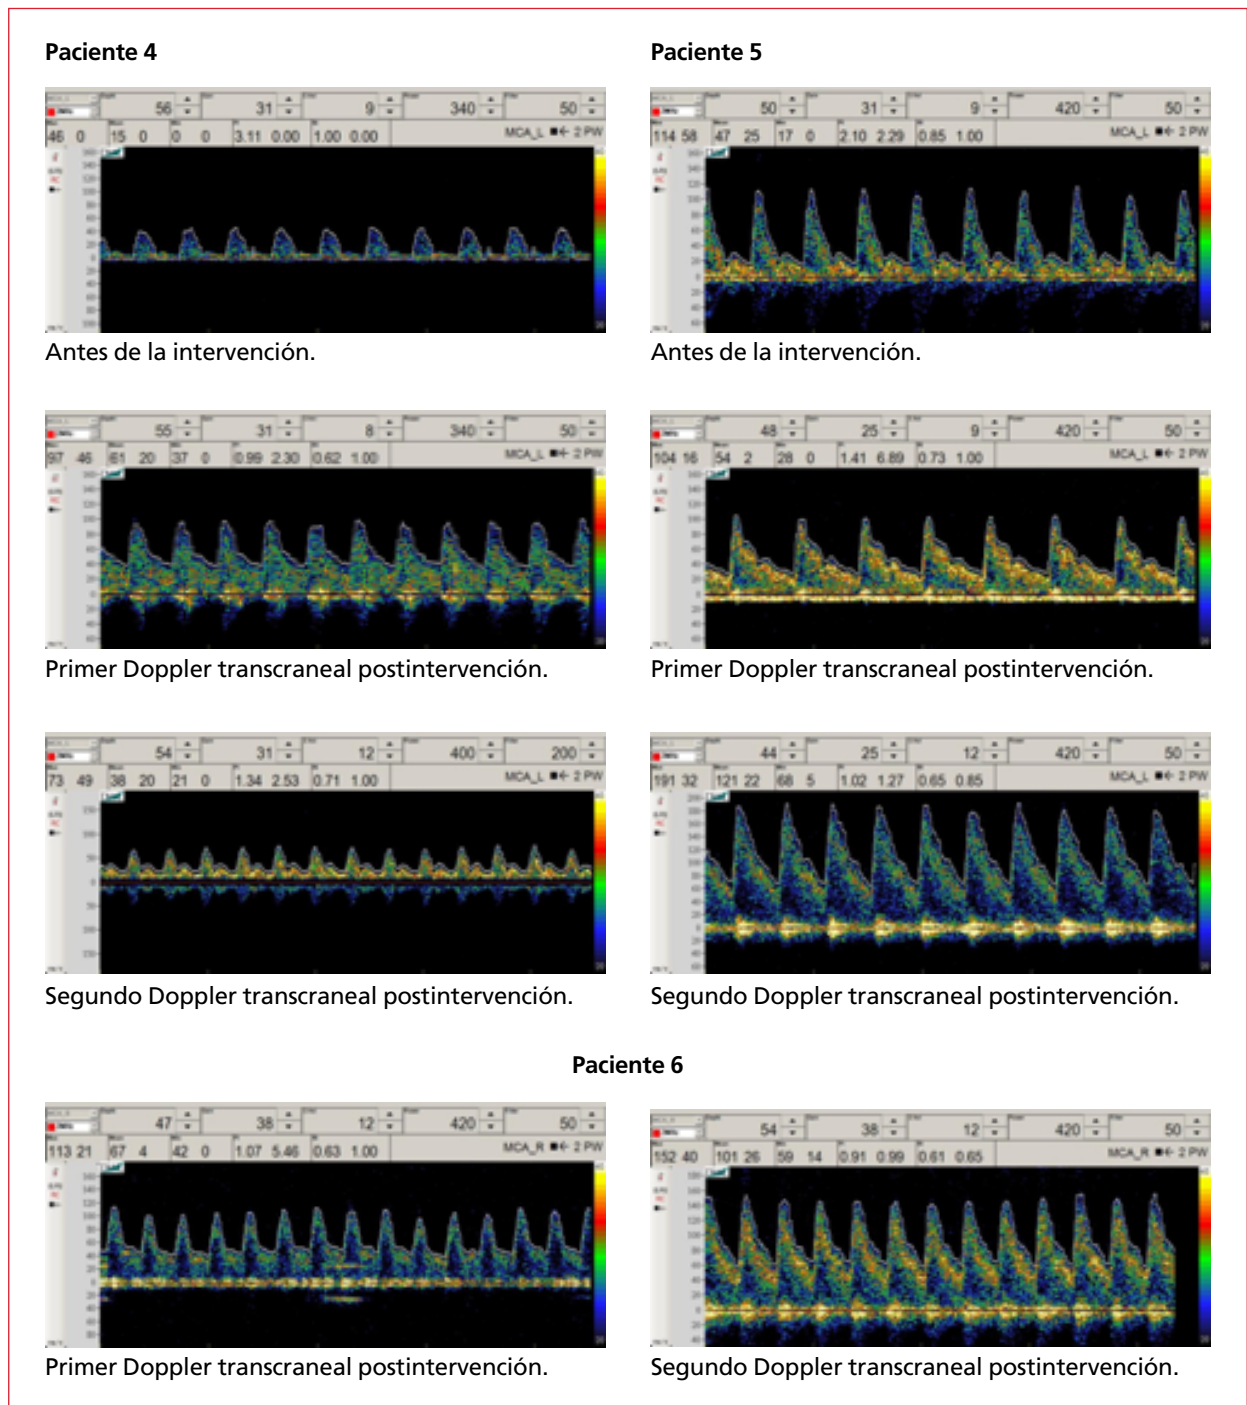 Paciente 4
56 31 9 340 50
46 0 15 0 0 0 3.11 0.00 1.00 0.00 MCA_L 2 PW
Antes de la intervención.
55 31 8 340 50
97 46 61 20 37 0 0.99 2.30 0.62 1.00 MCA_L 2 PW
Primer Doppler transcraneal postintervención.
54 31 12 400 200
73 49 38 20 21 0 1.34 2.53 0.71 1.00 MCA_L 2 PW
Segundo Doppler transcraneal postintervención.
Paciente 5
50 31 9 420 50
114 58 47 25 17 0 2.10 2.29 0.85 1.00 MCA_L 2 PW
Antes de la intervención.
48 25 9 420 50
104 16 54 2 28 0 1.41 6.89 0.73 1.00 MCA_L 2 PW
Primer Doppler transcraneal postintervención.
44 25 12 420 50
191 32 121 22 68 5 1.02 1.27 0.65 0.85 MCA_L 2 PW
Segundo Doppler transcraneal postintervención.
Paciente 6
47 38 12 420 50
113 21 67 4 42 0 1.07 5.46 0.63 1.00 MCA_R 2 PW
Primer Doppler transcraneal postintervención.
54 38 12 420 50
152 40 101 26 59 14 0.91 0.99 0.61 0.65 MCA_R 2 PW
Segundo Doppler transcraneal postintervención.